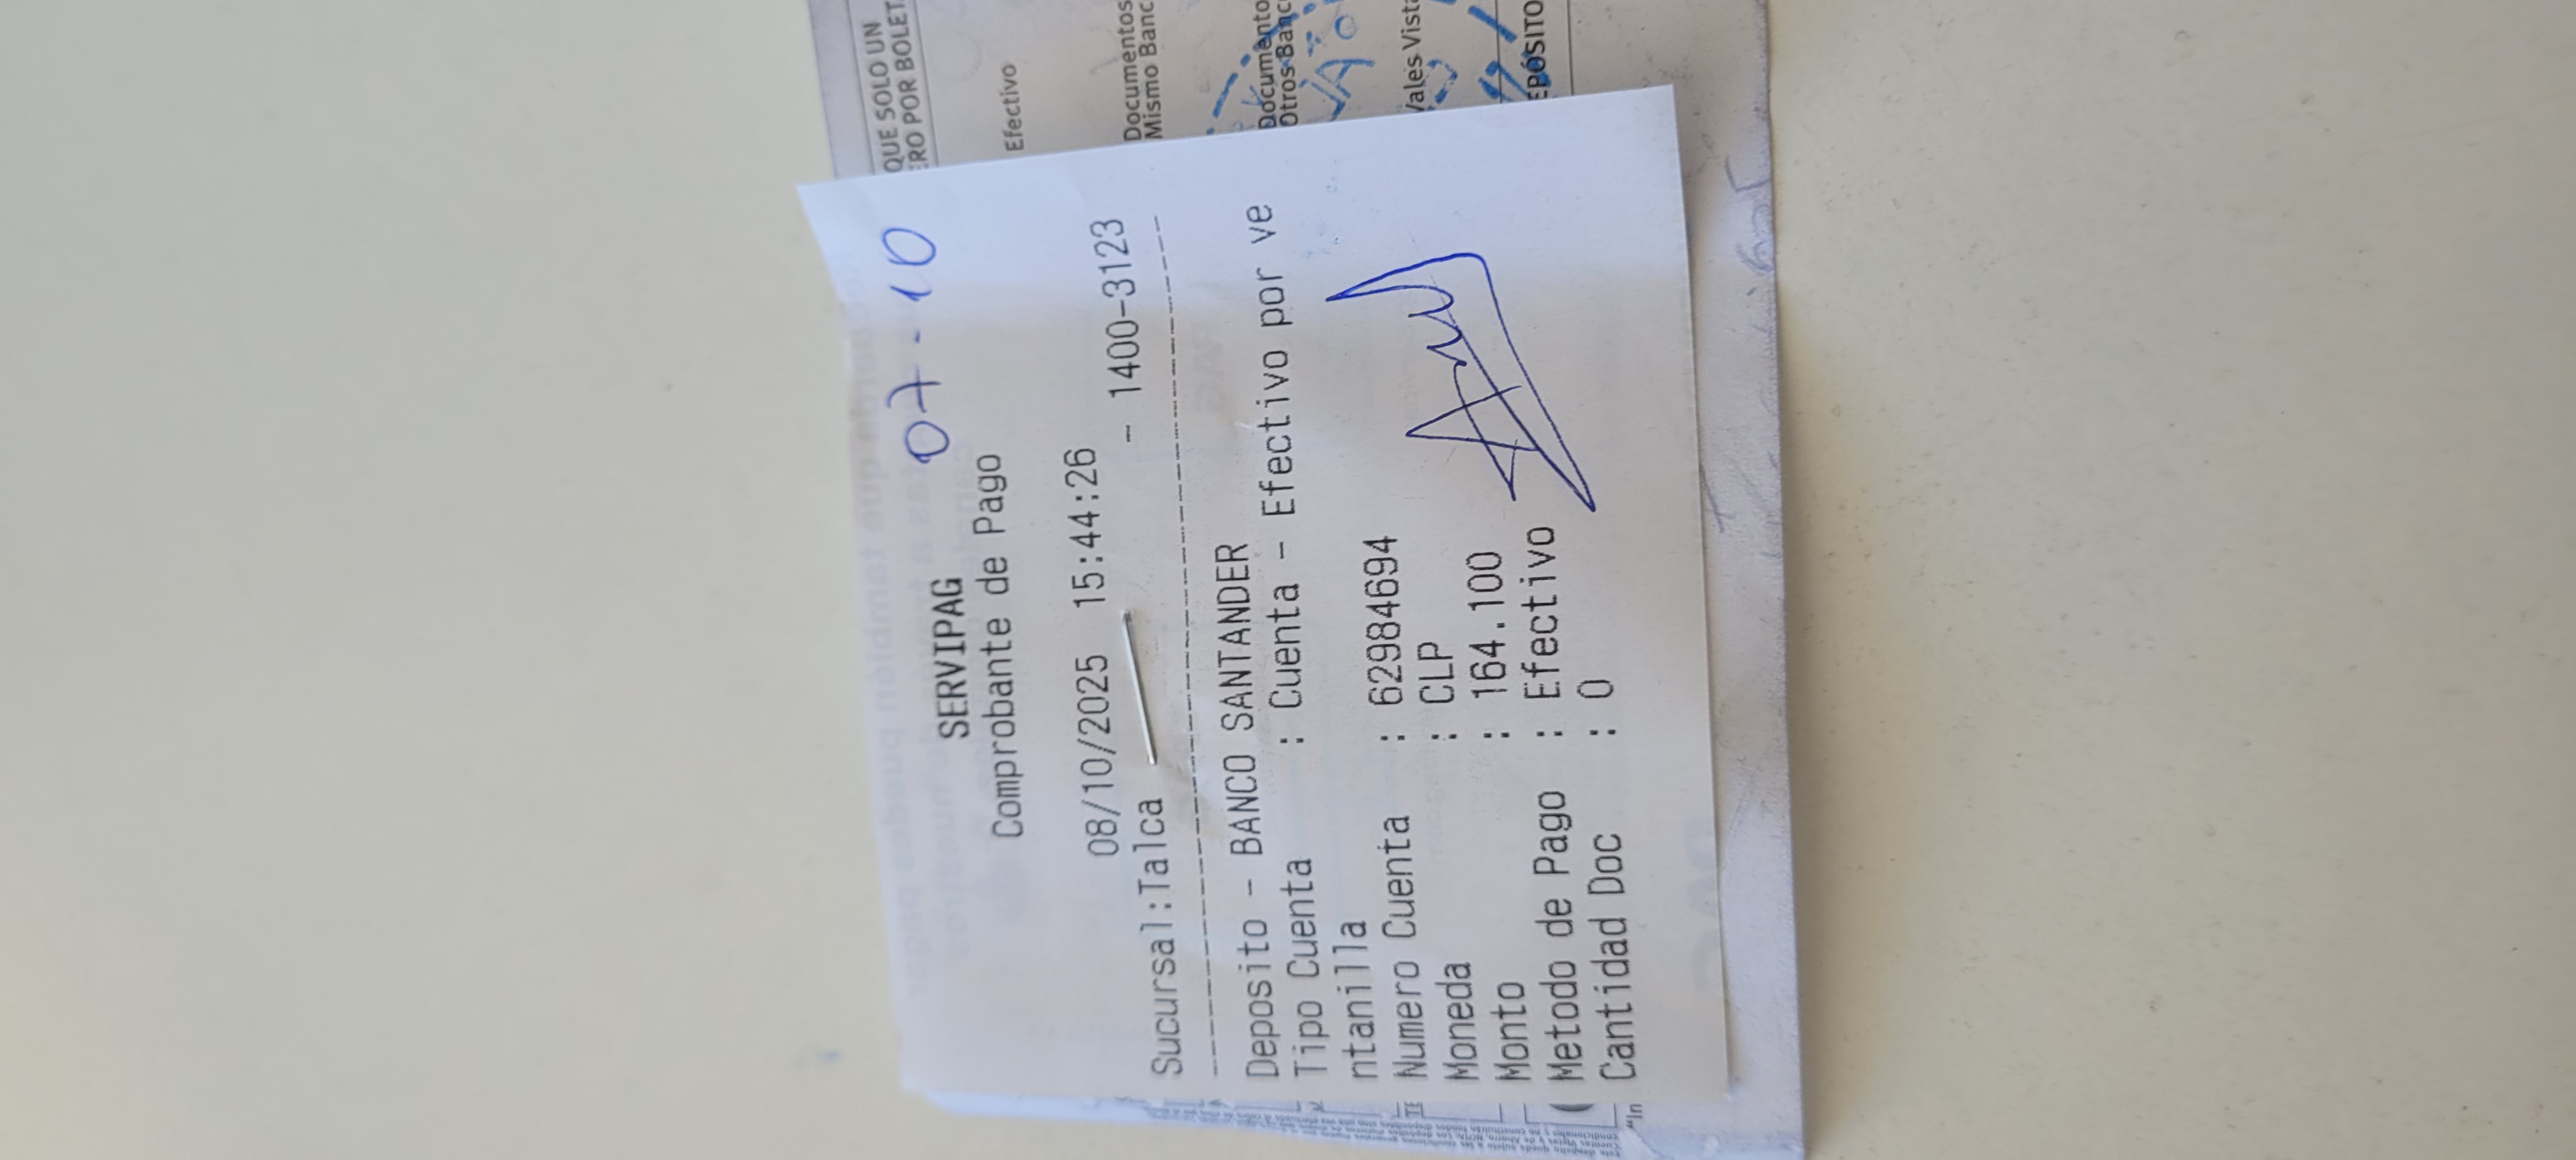 07-10
SERVIPAG
Comprobante de Pago
08/10/2025 15:44:26
Sucursal:Talca - 1400-3123
Deposito - BANCO SANTANDER
Tipo Cuenta : Cuenta - Efectivo por ve
ntanilla
Numero Cuenta : 62984694
Moneda : CLP
Monto : 164.100
Metodo de Pago : Efectivo
Cantidad Doc : 0
QUE SOLO UN
ERO POR BOLET
Efectivo
Documentos
Mismo Banc
Documento
Otros Banc
Vales Vist
EPÓSITO
"In